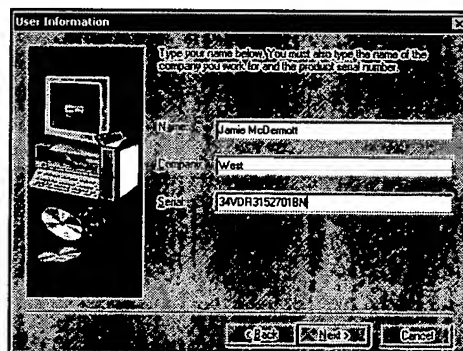 User Information
Type your name below. You must also type the name of the
company you work for and the product serial number.
Name:
Jamie McDermott
Company:
West
Serial:
34VDR3152701BN
< Back
Next >
Cancel